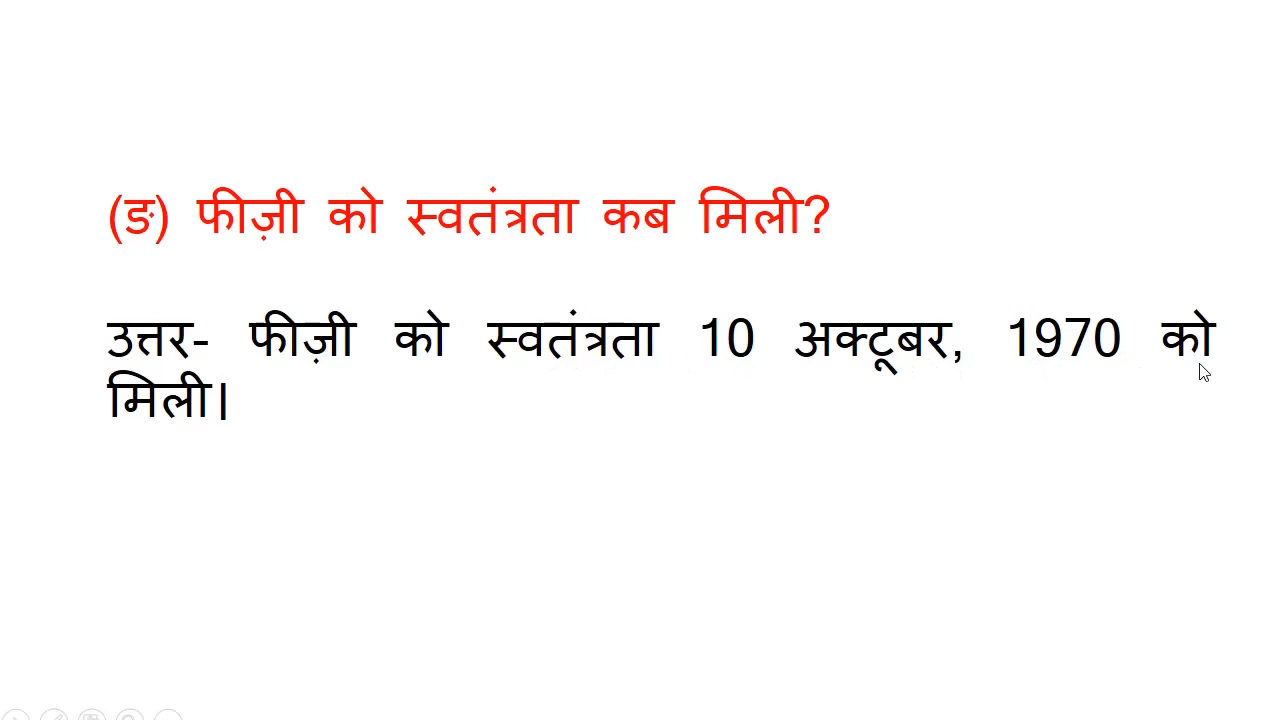 (ङ) फीज़ी को स्वतंत्रता कब मिली?
उत्तर- फीज़ी को स्वतंत्रता 10 अक्टूबर, 1970 को
मिली।